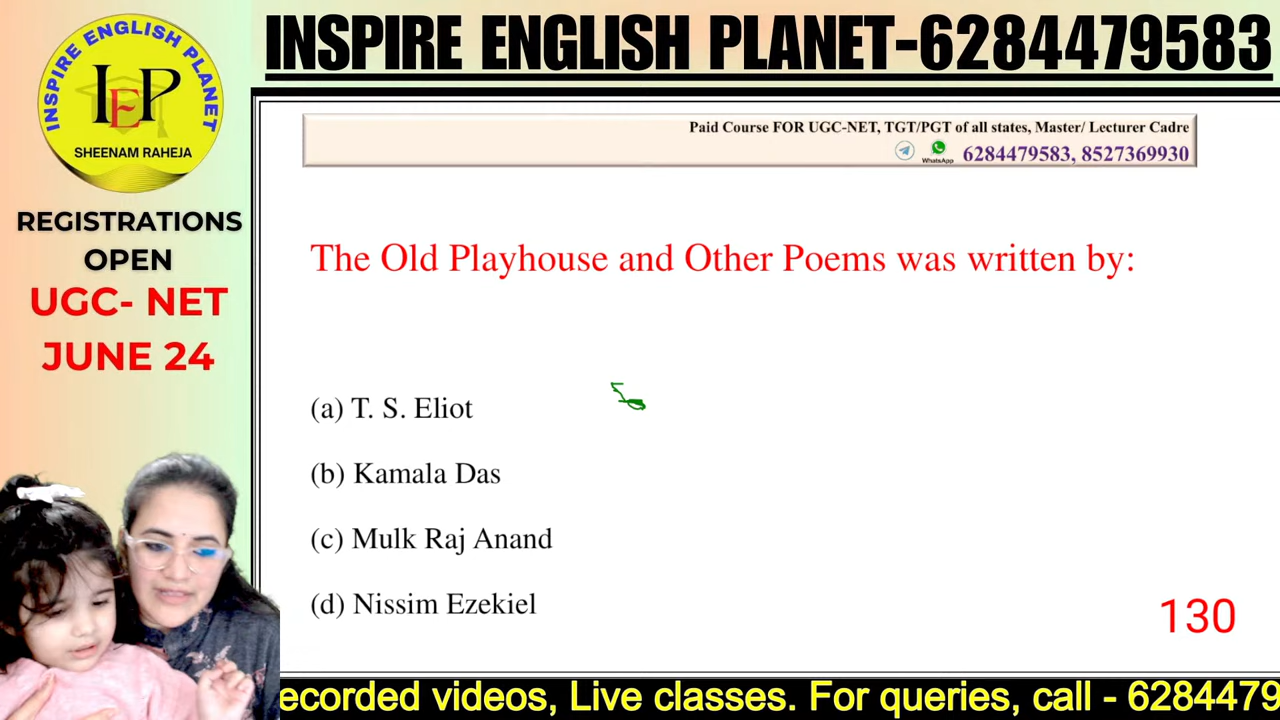 INSPIRE ENGLISH PLANET-6284479583
INSPIRE ENGLISH PLANET
IEP
SHEENAM RAHEJA
REGISTRATIONS
OPEN
UGC- NET
JUNE 24
Paid Course FOR UGC-NET, TGT/PGT of all states, Master/ Lecturer Cadre
WhatsApp 6284479583, 8527369930
The Old Playhouse and Other Poems was written by:
(a) T. S. Eliot
(b) Kamala Das
(c) Mulk Raj Anand
(d) Nissim Ezekiel
130
ecorded videos, Live classes. For queries, call - 6284479